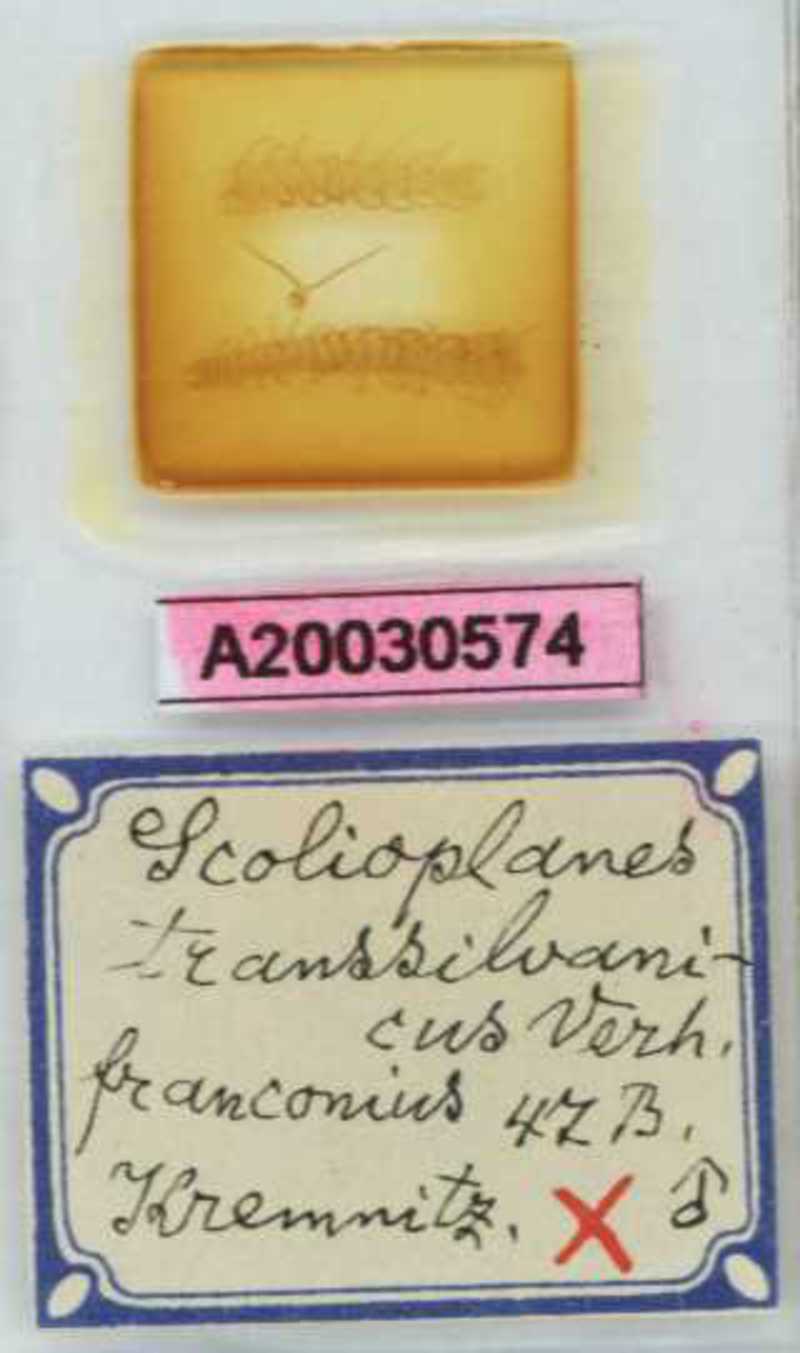 A20030574
Scolioplanes
transsilvani-
cus Verh.
franconius 47 B.
Kremnitz. X ♂